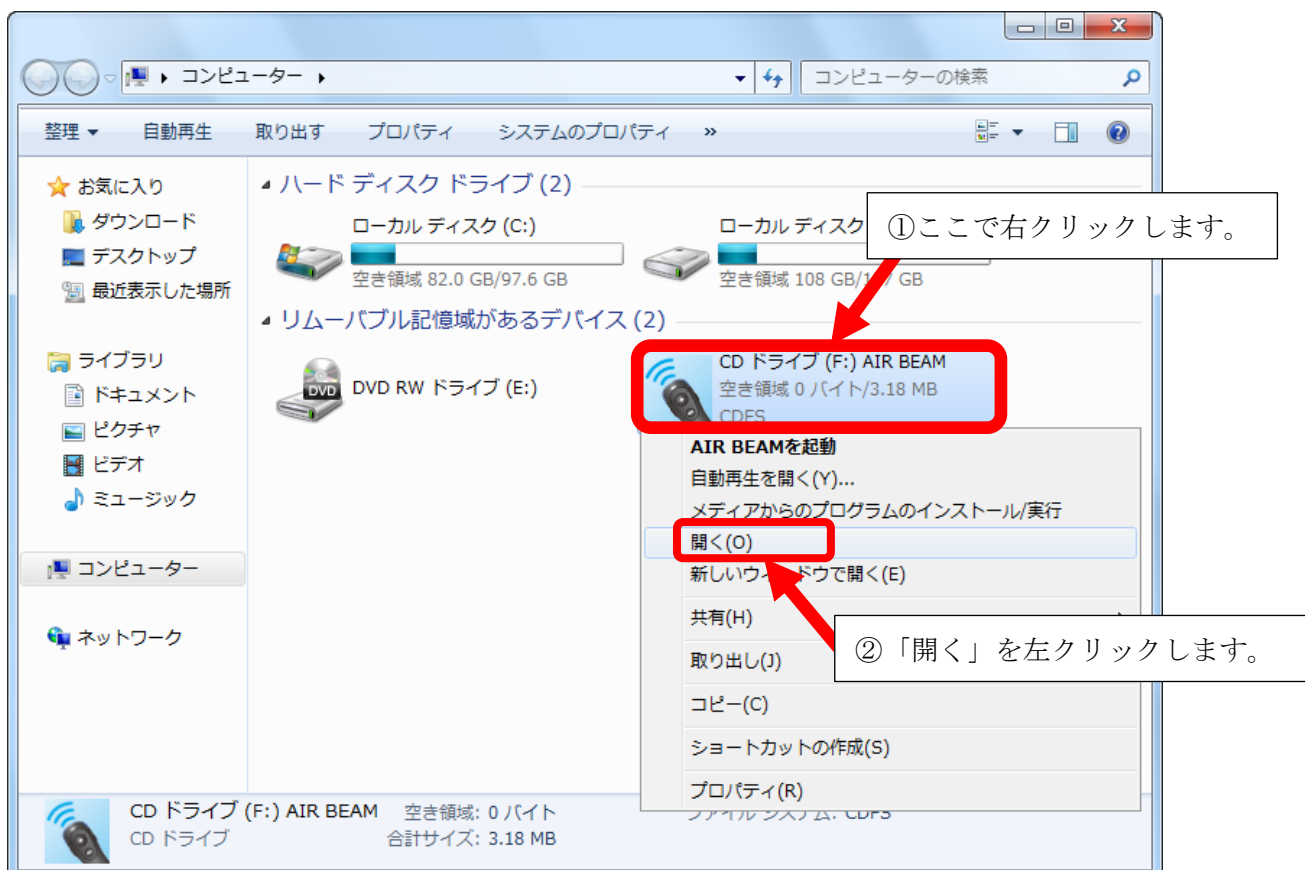 コンピューター
コンピューターの検索
整理 自動再生 取り出す プロパティ システムのプロパティ »
お気に入り
ダウンロード
デスクトップ
最近表示した場所
ライブラリ
ドキュメント
ピクチャ
ビデオ
ミュージック
コンピューター
ネットワーク
ハード ディスク ドライブ (2)
ローカル ディスク (C:)
空き領域 82.0 GB/97.6 GB
ローカル ディスク
空き領域 108 GB/ GB
①ここで右クリックします。
リムーバブル記憶域があるデバイス (2)
DVD
DVD RW ドライブ (E:)
CD ドライブ (F:) AIR BEAM
空き領域 0 バイト/3.18 MB
CDFS
AIR BEAMを起動
自動再生を開く(Y)...
メディアからのプログラムのインストール/実行
開く(O)
新しいウィンドウで開く(E)
共有(H)
②「開く」を左クリックします。
取り出し(J)
コピー(C)
ショートカットの作成(S)
プロパティ(R)
CD ドライブ (F:) AIR BEAM 空き領域: 0 バイト ファイル システム: CDFS
CD ドライブ 合計サイズ: 3.18 MB